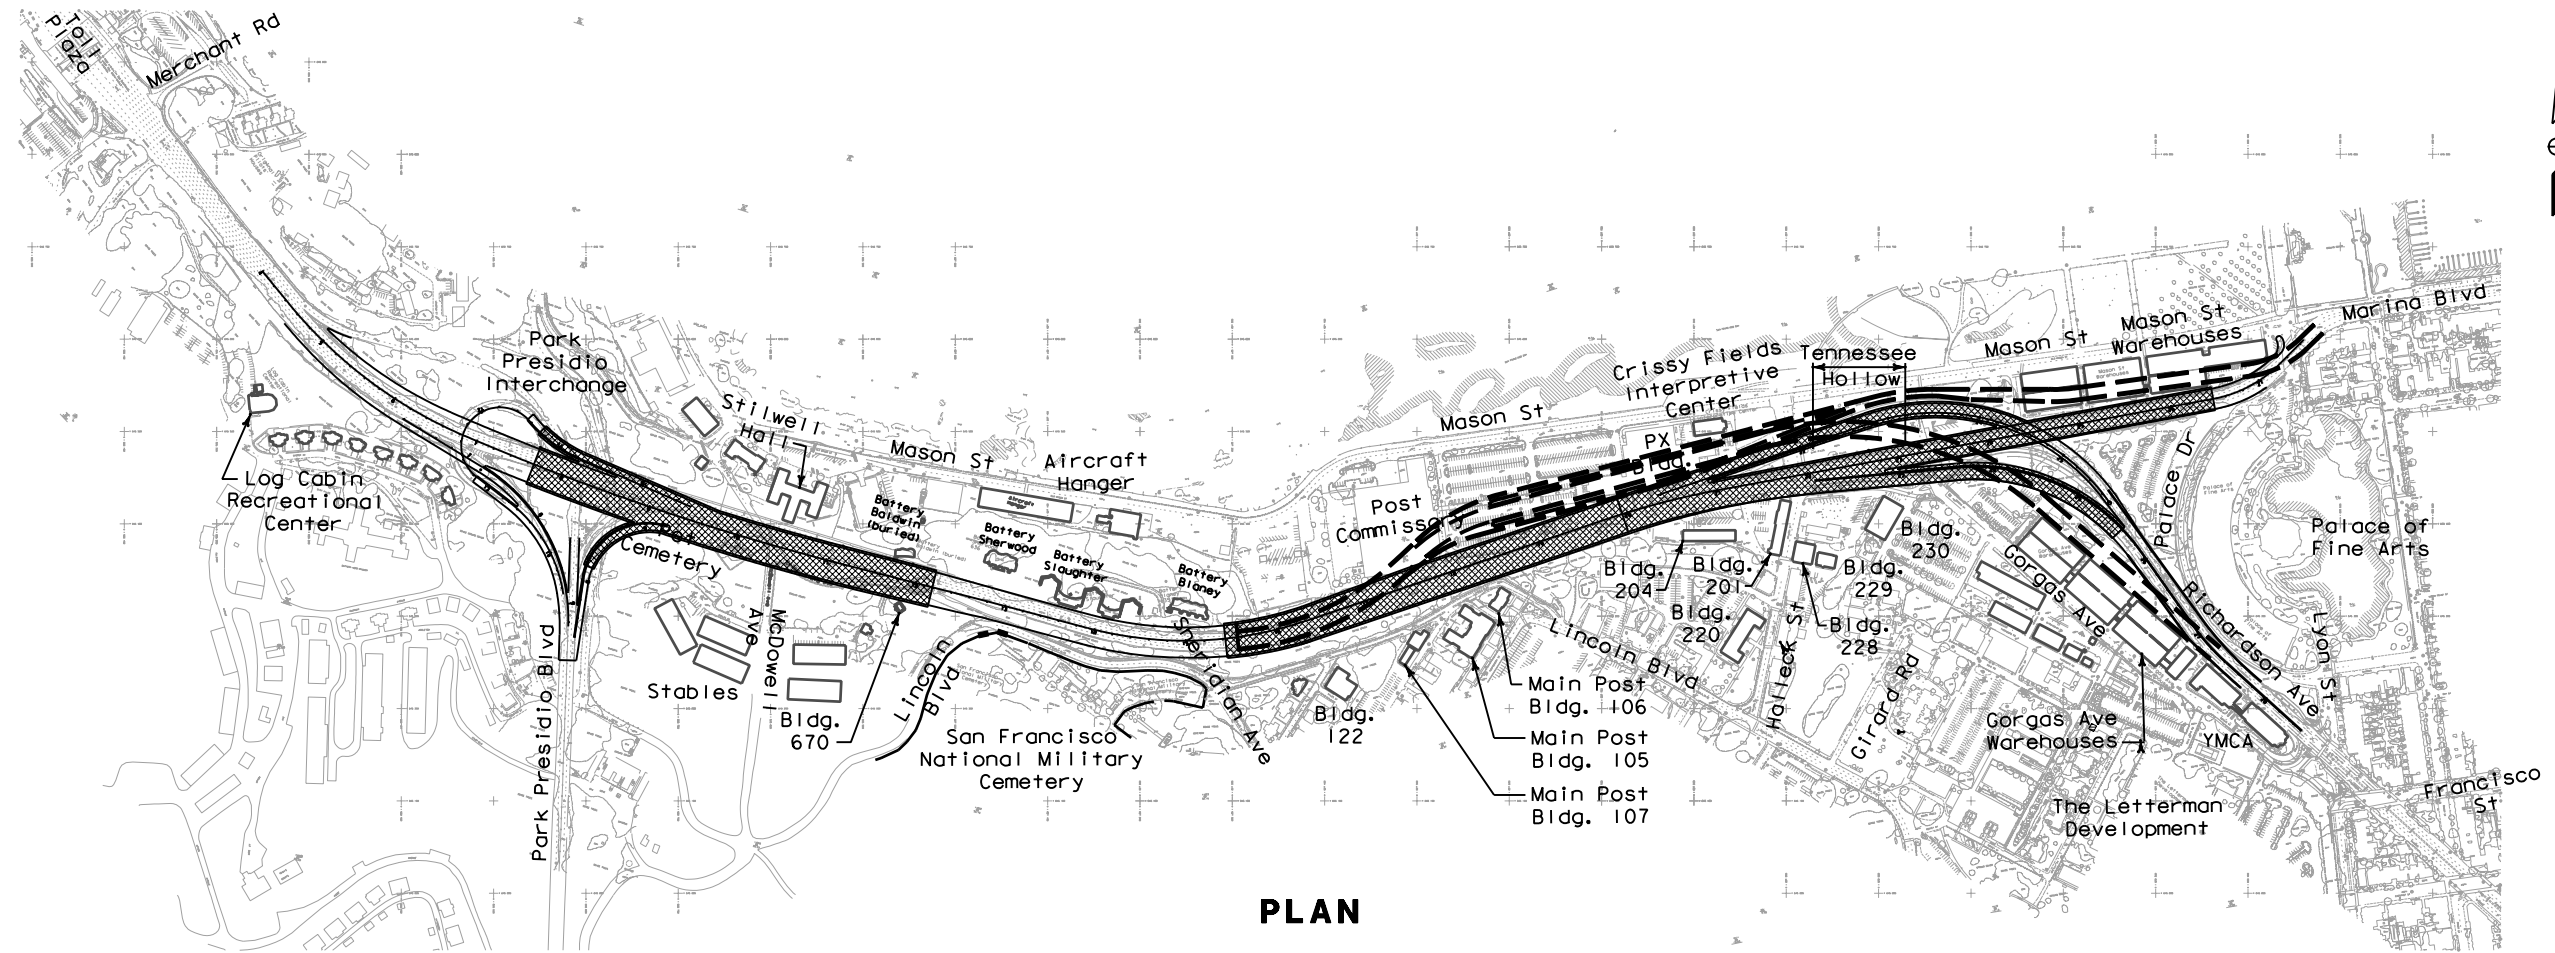 Toll
Plaza
Merchant Rd
Park
Presidio
Interchange
Log Cabin
Recreational
Center
Stilwell
Hall
Mason St
Aircraft
Hanger
Battery
Baldwin
(buried)
Battery
Sherwood
Battery
Slaughter
Battery
Blaney
Pet
Cemetery
Stables
McDowell
Ave
Park Presidio Blvd
Bldg.
670
Lincoln
Blvd
San Francisco
National Military
Cemetery
Sheridian Ave
Bldg.
122
Post
Commissary
Mason St
PX
Bldg.
Crissy Fields
Interpretive
Center
Tennessee
Hollow
Mason St
Mason St
Warehouses
Marina Blvd
Palace Dr
Palace of
Fine Arts
Lyon St
Richardson Ave
Francisco
St
Bldg.
204
Bldg.
201
Bldg.
220
Bldg.
230
Bldg.
229
Bldg.
228
Lincoln Blvd
Halleck St
Girard Rd
Gorgas Ave
Gorgas Ave
Warehouses
YMCA
The Letterman
Development
Main Post
Bldg. 106
Main Post
Bldg. 105
Main Post
Bldg. 107
PLAN